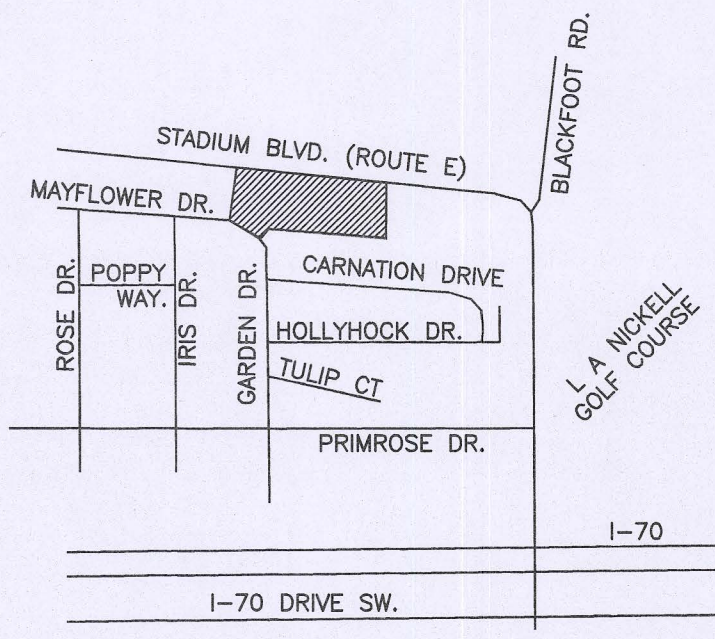 BLACKFOOT RD.
STADIUM BLVD. (ROUTE E)
MAYFLOWER DR.
ROSE DR.
POPPY
WAY.
IRIS DR.
GARDEN DR.
CARNATION DRIVE
HOLLYHOCK DR.
TULIP CT
L A NICKELL
GOLF COURSE
PRIMROSE DR.
I-70
I-70 DRIVE SW.